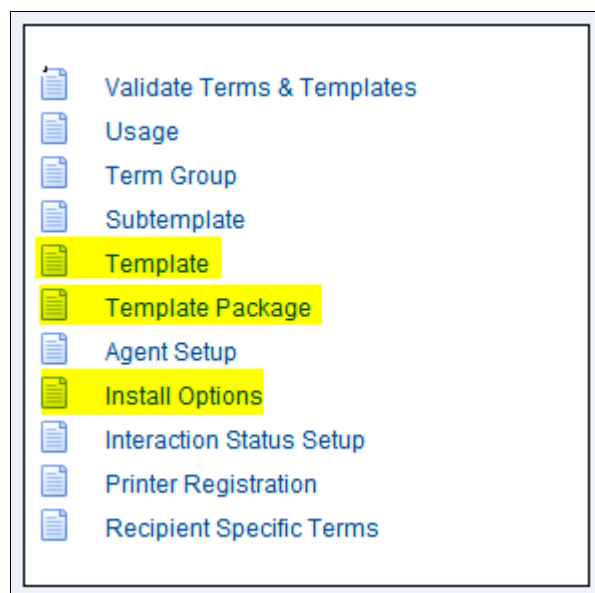 Validate Terms & Templates
Usage
Term Group
Subtemplate
Template
Template Package
Agent Setup
Install Options
Interaction Status Setup
Printer Registration
Recipient Specific Terms